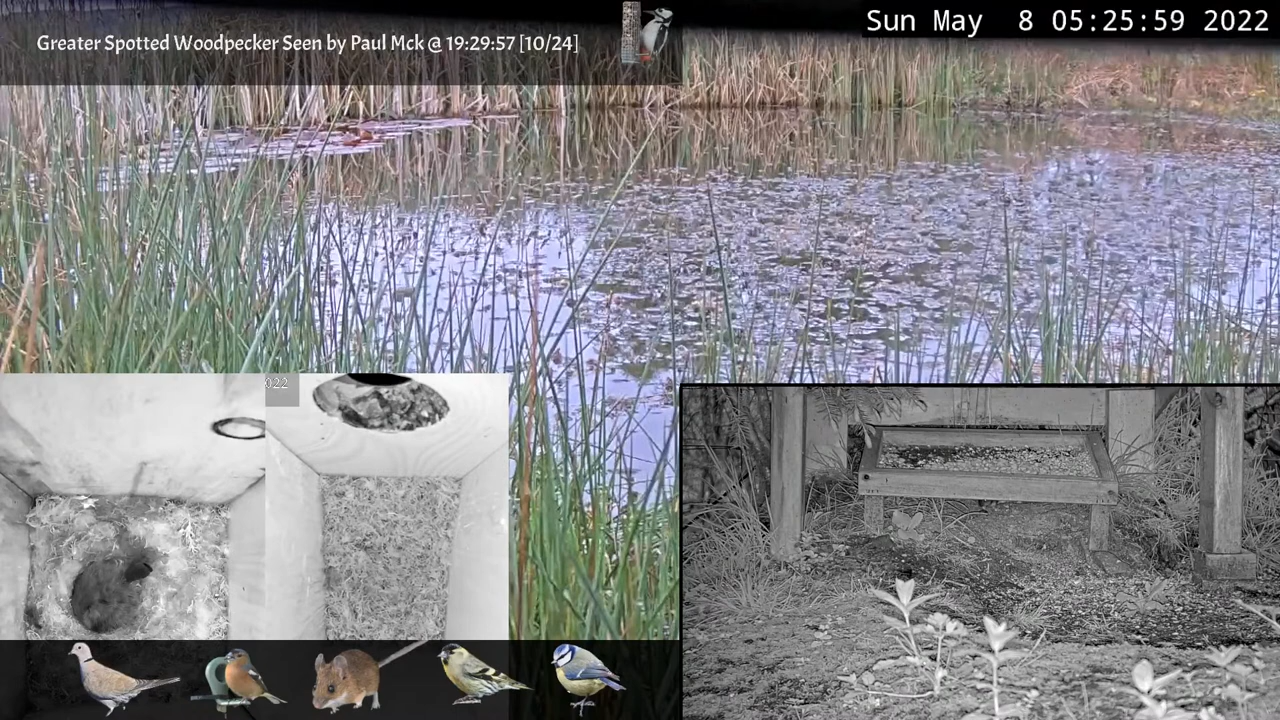 Greater Spotted Woodpecker Seen by Paul Mck @ 19:29:57 [10/24]
Sun May 8 05:25:59 2022
022